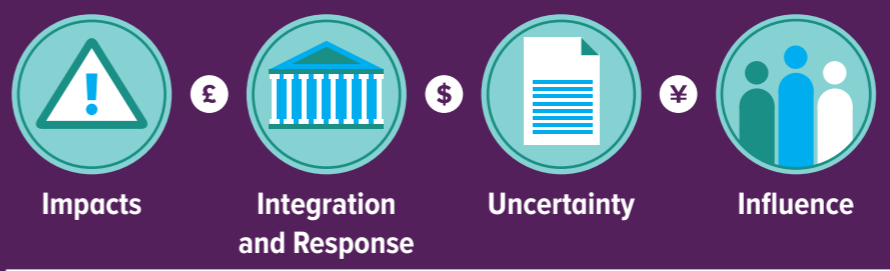 !
£
$
¥
Impacts
Integration
and Response
Uncertainty
Influence